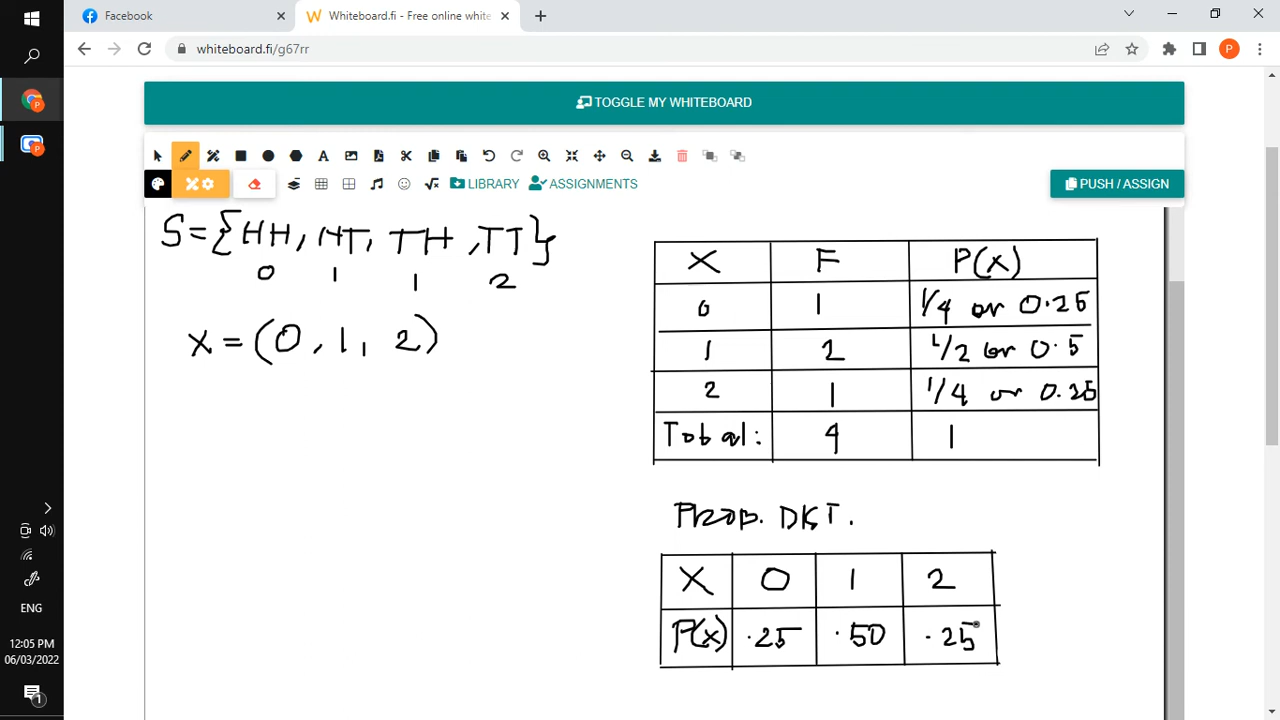 Facebook
Whiteboard.fi - Free online white
whiteboard.fi/g67rr
P
TOGGLE MY WHITEBOARD
LIBRARY ASSIGNMENTS PUSH / ASSIGN
S={HH, HT, TH, TT}
0 1 1 2
X = (0, 1, 2)
X F P(X)
0 1 1/4 or 0.25
1 2 1/2 or 0.5
2 1 1/4 or 0.25
Total: 4 1
PROB. DIST.
X 0 1 2
P(X) .25 .50 .25
ENG
12:05 PM
06/03/2022
1